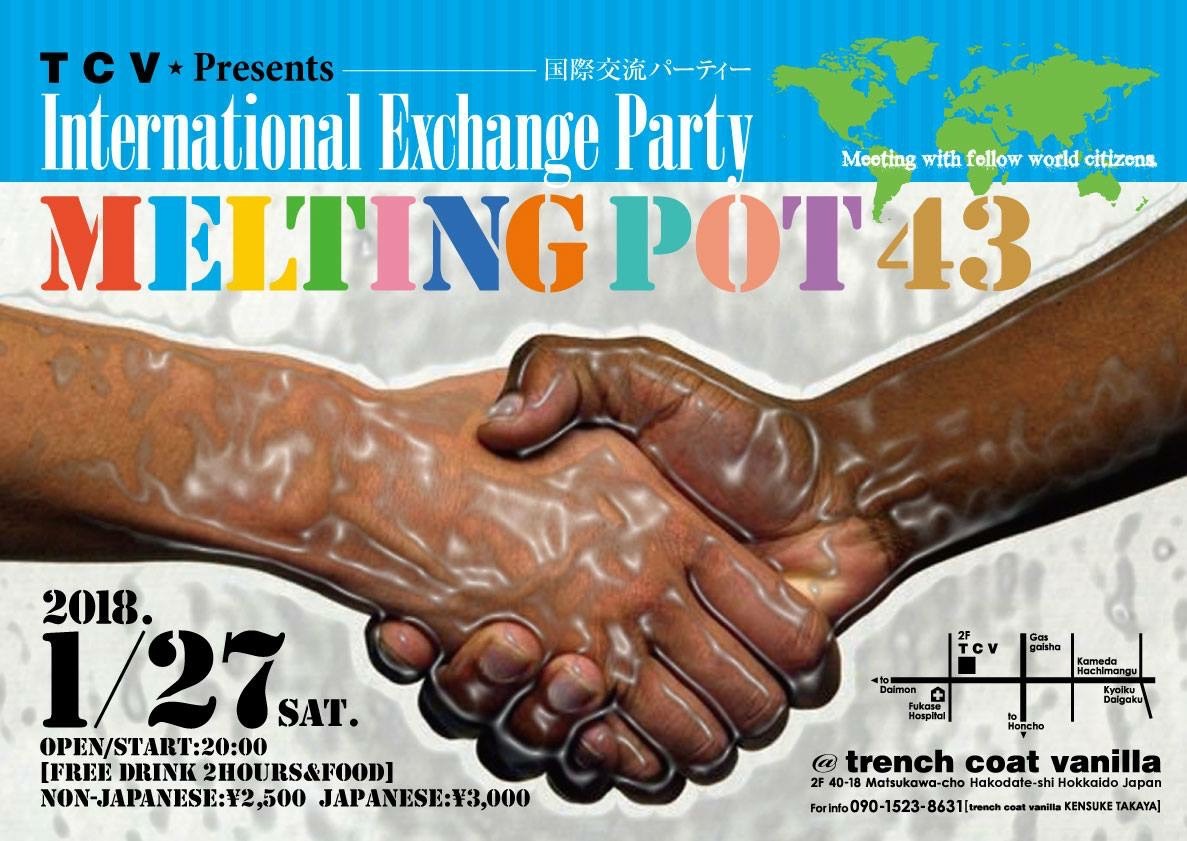 TCV★Presents 国際交流パーティー
International Exchange Party
Meeting with fellow world citizens.
MELTING POT 43
2018.
1/27 SAT.
OPEN/START:20:00
[FREE DRINK 2HOURS&FOOD]
NON-JAPANESE:¥2,500 JAPANESE:¥3,000
2F
TCV
Gas
gaisha
Kameda
Hachimangu
◀to
Daimon
Fukase
Hospital
Kyoiku
Daigaku
to
Honcho
▼
@ trench coat vanilla
2F 40-18 Matsukawa-cho Hakodate-shi Hokkaido Japan
For info 090-1523-8631[trench coat vanilla KENSUKE TAKAYA]